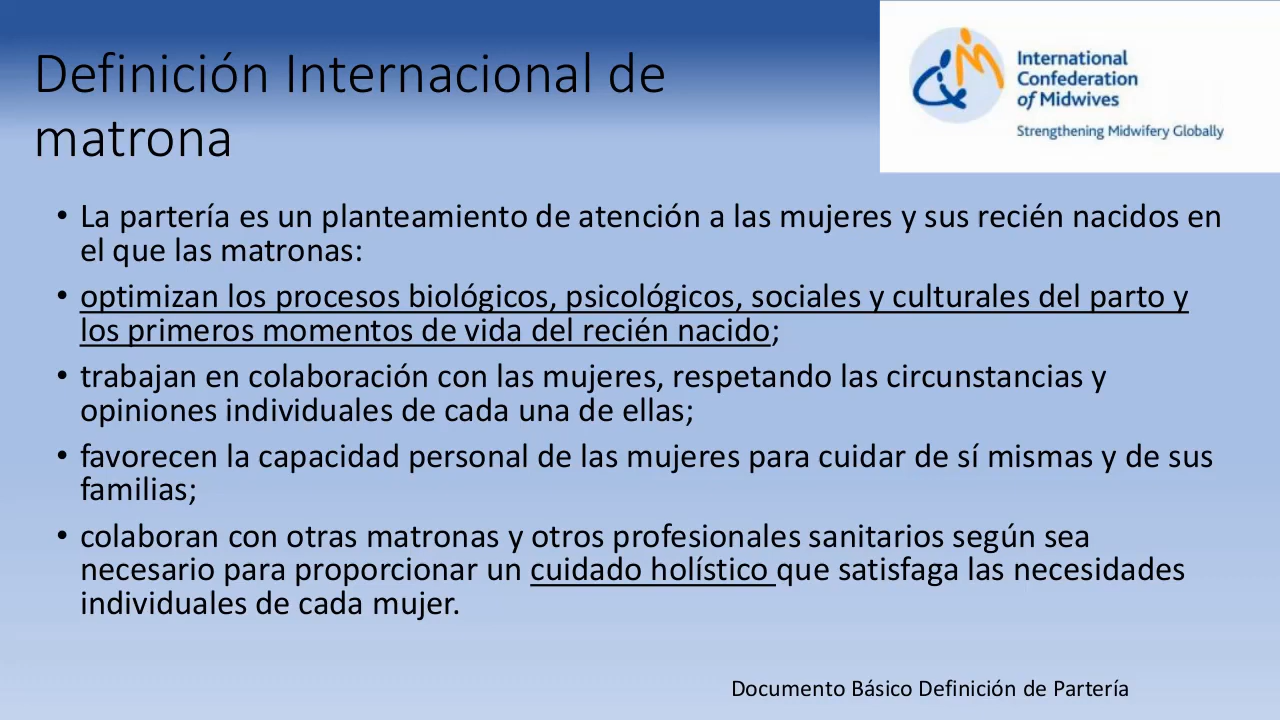 Definición Internacional de
matrona
International
Confederation
of Midwives
Strengthening Midwifery Globally
• La partería es un planteamiento de atención a las mujeres y sus recién nacidos en
el que las matronas:
• optimizan los procesos biológicos, psicológicos, sociales y culturales del parto y
los primeros momentos de vida del recién nacido;
• trabajan en colaboración con las mujeres, respetando las circunstancias y
opiniones individuales de cada una de ellas;
• favorecen la capacidad personal de las mujeres para cuidar de sí mismas y de sus
familias;
• colaboran con otras matronas y otros profesionales sanitarios según sea
necesario para proporcionar un cuidado holístico que satisfaga las necesidades
individuales de cada mujer.
Documento Básico Definición de Partería